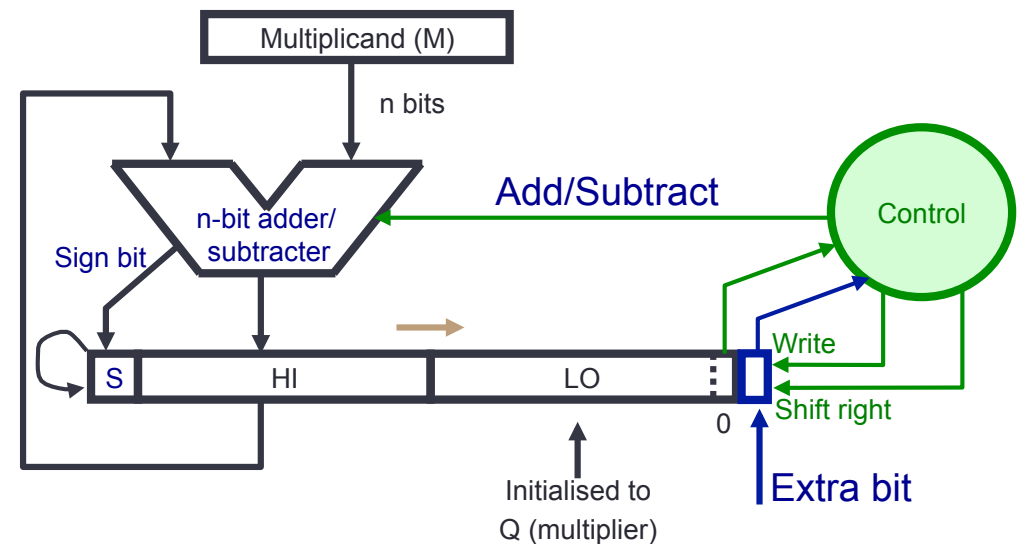 Multiplicand (M)
n bits
Add/Subtract
Control
n-bit adder/
subtracter
Sign bit
S
HI
LO
Write
Shift right
0
Initialised to
Q (multiplier)
Extra bit